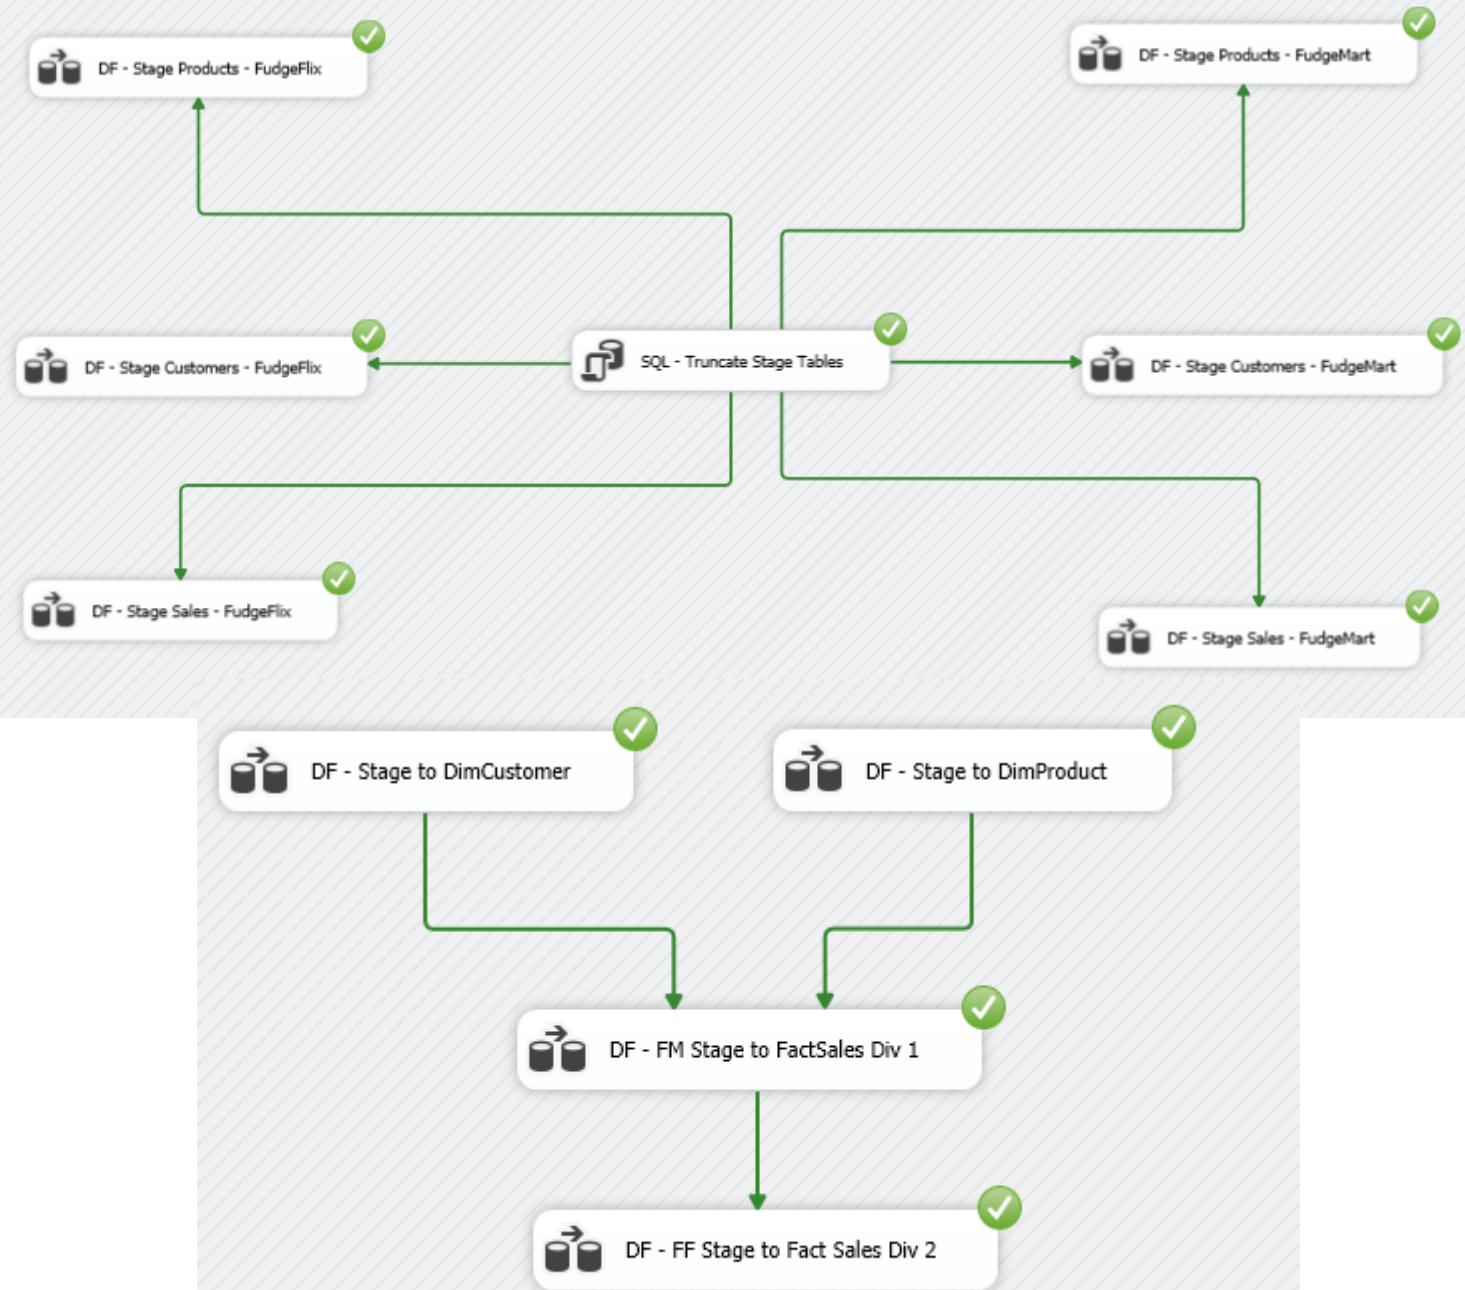 DF - Stage Products - FudgeFlix
DF - Stage Products - FudgeMart
DF - Stage Customers - FudgeFlix
SQL - Truncate Stage Tables
DF - Stage Customers - FudgeMart
DF - Stage Sales - FudgeFlix
DF - Stage Sales - FudgeMart
DF - Stage to DimCustomer
DF - Stage to DimProduct
DF - FM Stage to FactSales Div 1
DF - FF Stage to Fact Sales Div 2